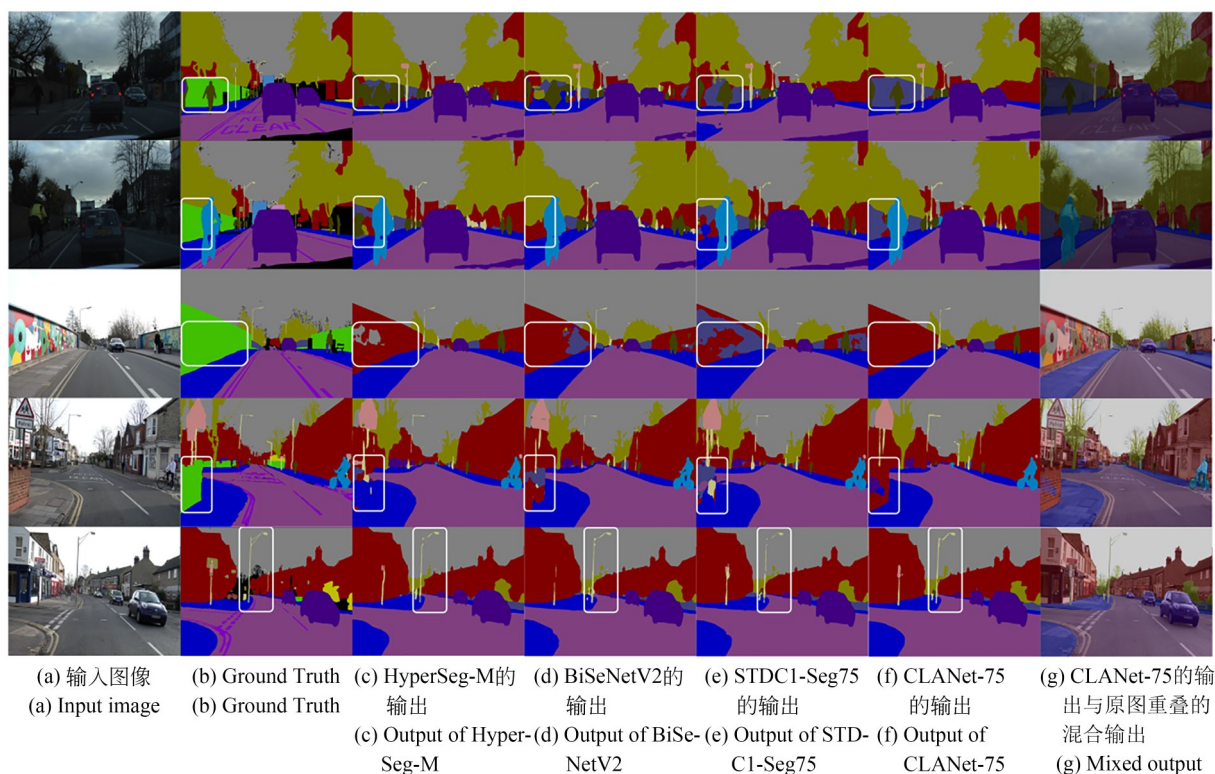 (a) 输入图像
(a) Input image
(b) Ground Truth
(b) Ground Truth
(c) HyperSeg-M的
输出
(c) Output of Hyper-
Seg-M
(d) BiSeNetV2的
输出
(d) Output of BiSe-
NetV2
(e) STDC1-Seg75
的输出
(e) Output of STD-
C1-Seg75
(f) CLANet-75
的输出
(f) Output of
CLANet-75
(g) CLANet-75的输
出与原图重叠的
混合输出
(g) Mixed output